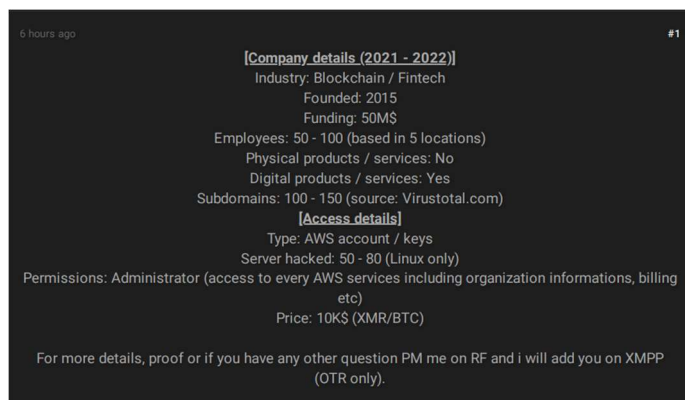 6 hours ago #1
[Company details (2021 - 2022)]
Industry: Blockchain / Fintech
Founded: 2015
Funding: 50M$
Employees: 50 - 100 (based in 5 locations)
Physical products / services: No
Digital products / services: Yes
Subdomains: 100 - 150 (source: Virustotal.com)
[Access details]
Type: AWS account / keys
Server hacked: 50 - 80 (Linux only)
Permissions: Administrator (access to every AWS services including organization informations, billing
etc)
Price: 10K$ (XMR/BTC)
For more details, proof or if you have any other question PM me on RF and i will add you on XMPP
(OTR only).